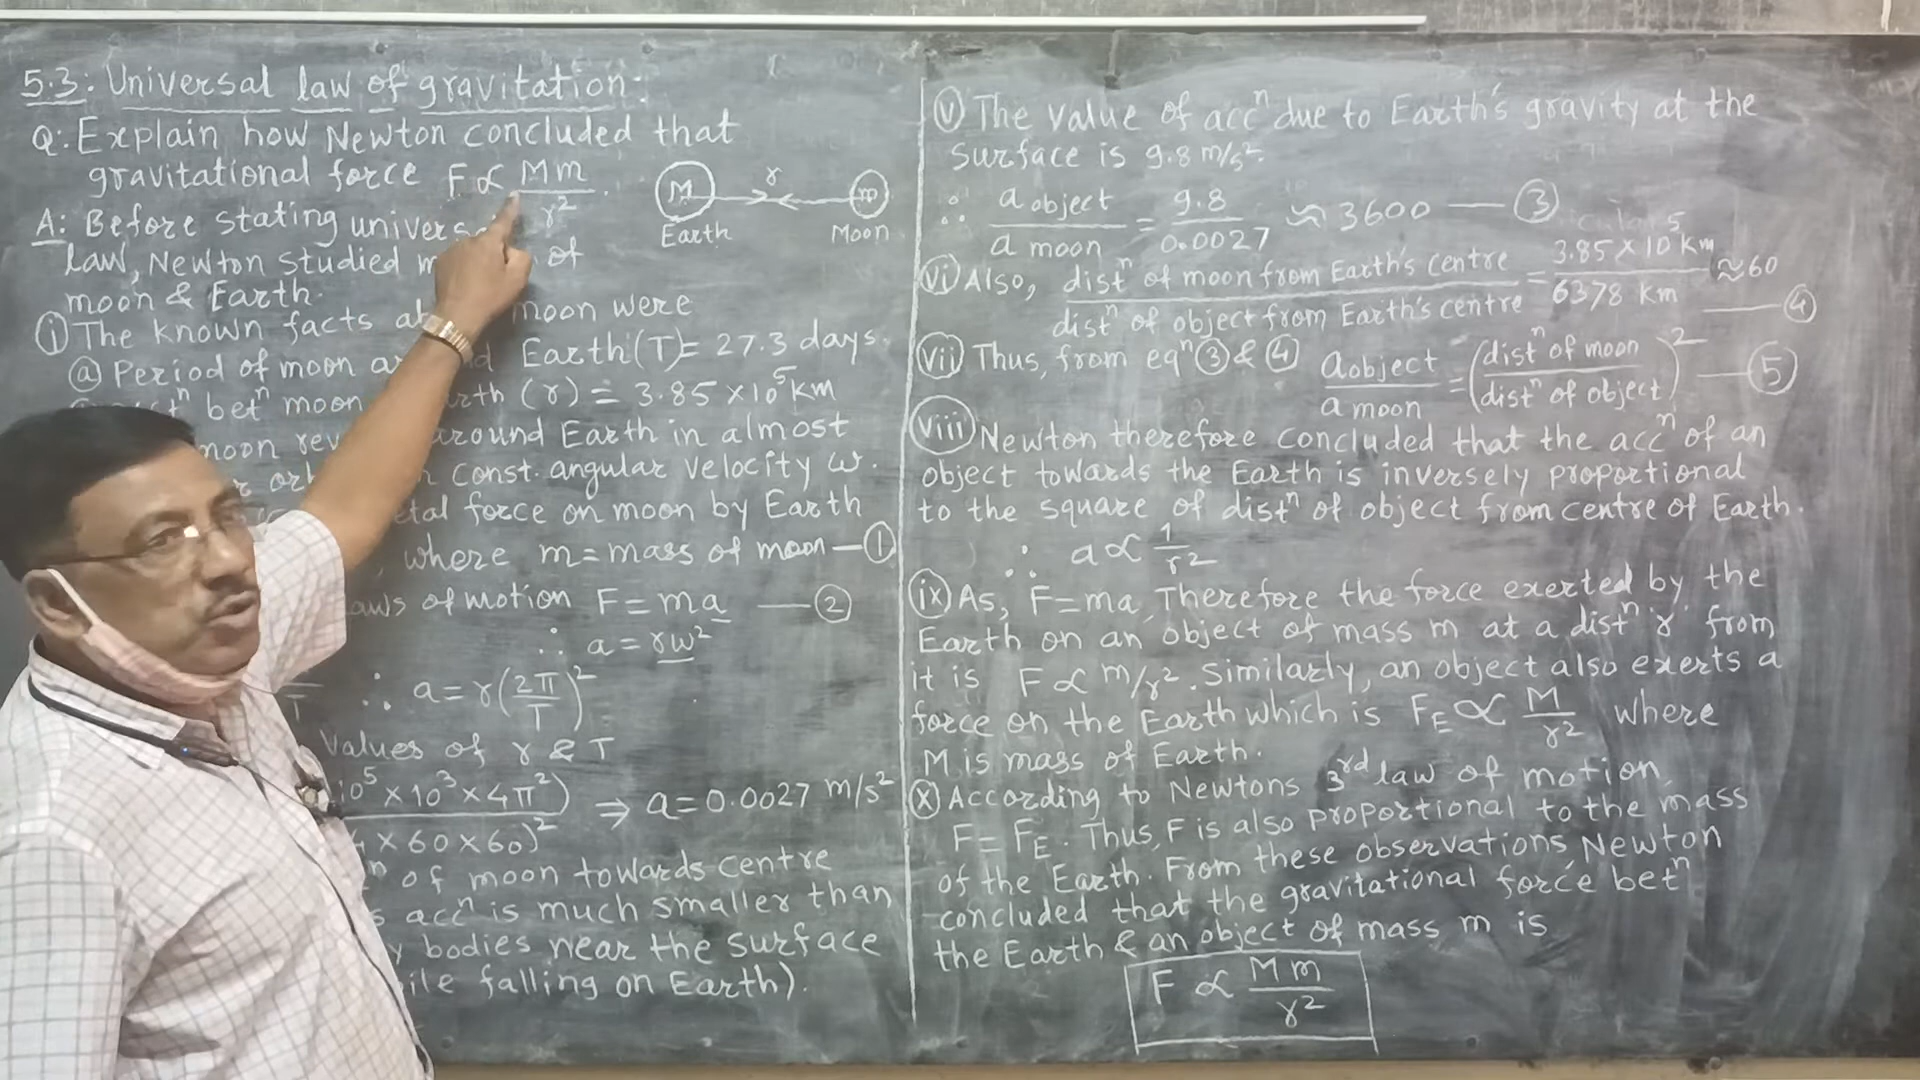 5.3: Universal law of gravitation:
Q: Explain how Newton concluded that
gravitational force F ∝ Mm/r².
M r m
Earth Moon
A: Before stating univers
law, Newton studied of
moon & Earth.
(i) The known facts moon were
(a) Period of moon Earth (T) = 27.3 days.
betⁿ moon (r) = 3.85 × 10⁵ km
moon rev around Earth in almost
const. angular velocity ω.
force on moon by Earth
, where m = mass of moon — (1)
of motion F = ma — (2)
∴ a = rω²
∴ a = r(2π/T)²
values of r & T
10⁵ × 10³ × 4π²) / × 60 × 60)² ⇒ a = 0.0027 m/s²
of moon towards centre
accⁿ is much smaller than
bodies near the surface
falling on Earth).
(v) The value of accⁿ due to Earth's gravity at the
surface is 9.8 m/s².
∴ a object / a moon = 9.8 / 0.0027 ≈ 3600 — (3)
(vi) Also, distⁿ of moon from Earth's centre / distⁿ of object from Earth's centre = 3.85 × 10⁵ km / 6378 km ≈ 60 — (4)
(vii) Thus, from eqⁿ (3) & (4) a object / a moon = (distⁿ of moon / distⁿ of object)² — (5)
(viii) Newton therefore concluded that the accⁿ of an
object towards the Earth is inversely proportional
to the square of distⁿ of object from centre of Earth.
∴ a ∝ 1/r²
(ix) As, F = ma, Therefore the force exerted by the
Earth on an object of mass m at a distⁿ 'r' from
it is F ∝ m/r². Similarly, an object also exerts a
force on the Earth which is F_E ∝ M/r² where
M is mass of Earth.
(x) According to Newtons 3rd law of motion,
F = F_E. Thus, F is also proportional to the mass
of the Earth. From these observations, Newton
concluded that the gravitational force betⁿ
the Earth & an object of mass m is
F ∝ Mm/r²